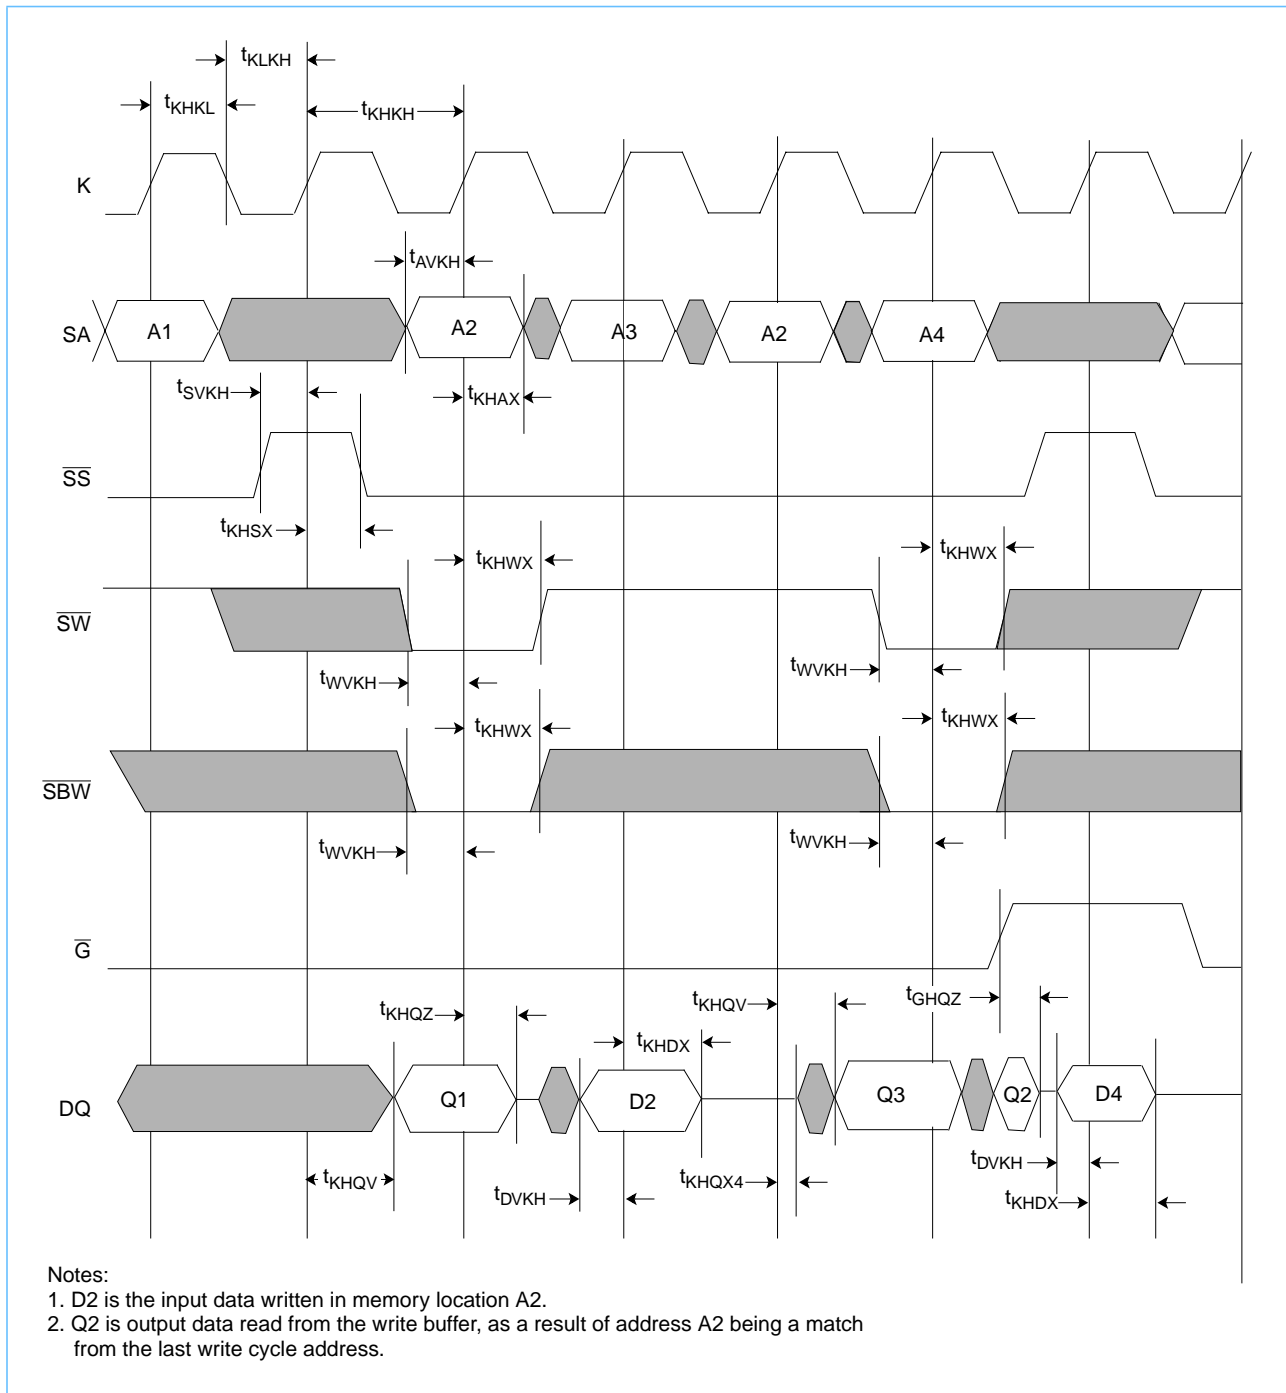 tKLKH
tKHKL
tKHKH
K
tAVKH
SA
A1
A2
A3
A2
A4
tSVKH
tKHAX
SS
tKHSX
tKHWX
tKHWX
SW
tWVKH
tWVKH
tKHWX
tKHWX
SBW
tWVKH
tWVKH
G
tKHQZ
tKHQV
tGHQZ
tKHDX
DQ
Q1
D2
Q3
Q2
D4
tKHQV
tDVKH
tKHQX4
tDVKH
tKHDX
Notes:
1. D2 is the input data written in memory location A2.
2. Q2 is output data read from the write buffer, as a result of address A2 being a match
from the last write cycle address.